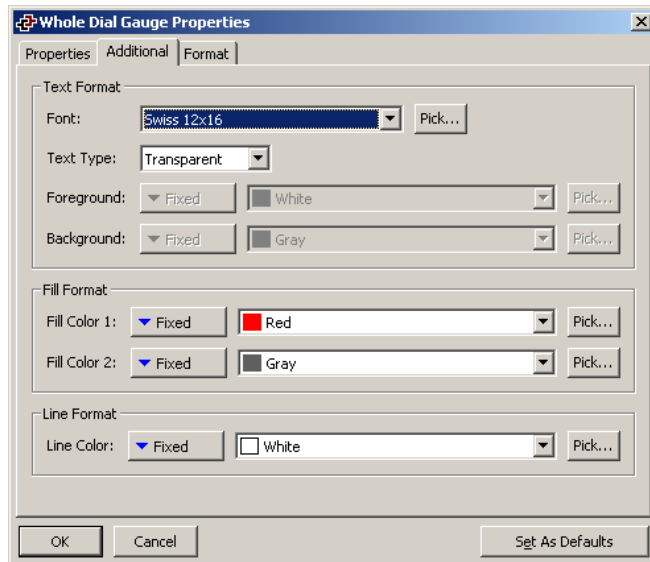 Whole Dial Gauge Properties
Properties Additional Format
Text Format
Font: Swiss 12x16 Pick...
Text Type: Transparent
Foreground: Fixed White Pick...
Background: Fixed Gray Pick...
Fill Format
Fill Color 1: Fixed Red Pick...
Fill Color 2: Fixed Gray Pick...
Line Format
Line Color: Fixed White Pick...
OK Cancel Set As Defaults